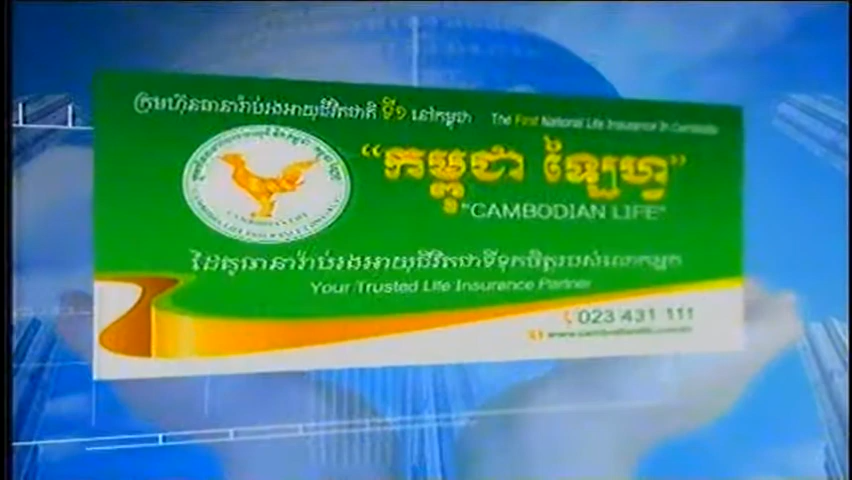 ក្រុមហ៊ុនធានារ៉ាប់រងអាយុជីវិតជាតិ ទី១ នៅកម្ពុជា
The First National Life Insurance In Cambodia
"កម្ពុជា ឡៃហ្វ"
"CAMBODIAN LIFE"
CAMBODIAN LIFE
ដៃគូធានារ៉ាប់រងអាយុជីវិតជាទីទុកចិត្តរបស់លោកអ្នក
Your Trusted Life Insurance Partner
023 431 111